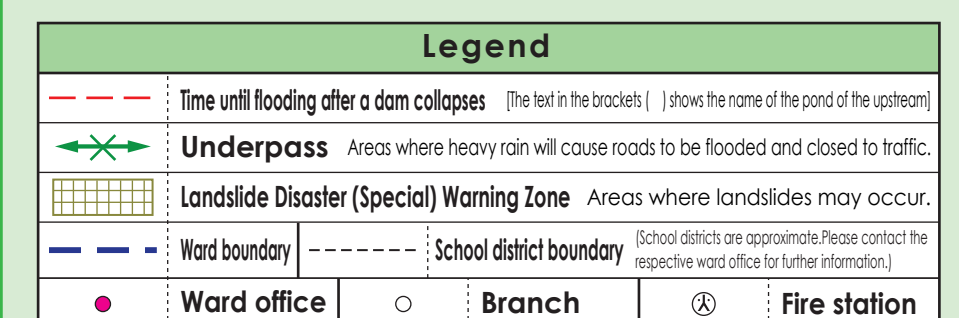 Legend
Time until flooding after a dam collapses [The text in the brackets ( ) shows the name of the pond of the upstream]
Underpass Areas where heavy rain will cause roads to be flooded and closed to traffic.
Landslide Disaster (Special) Warning Zone Areas where landslides may occur.
Ward boundary School district boundary (School districts are approximate.Please contact the
respective ward office for further information.)
Ward office Branch Fire station